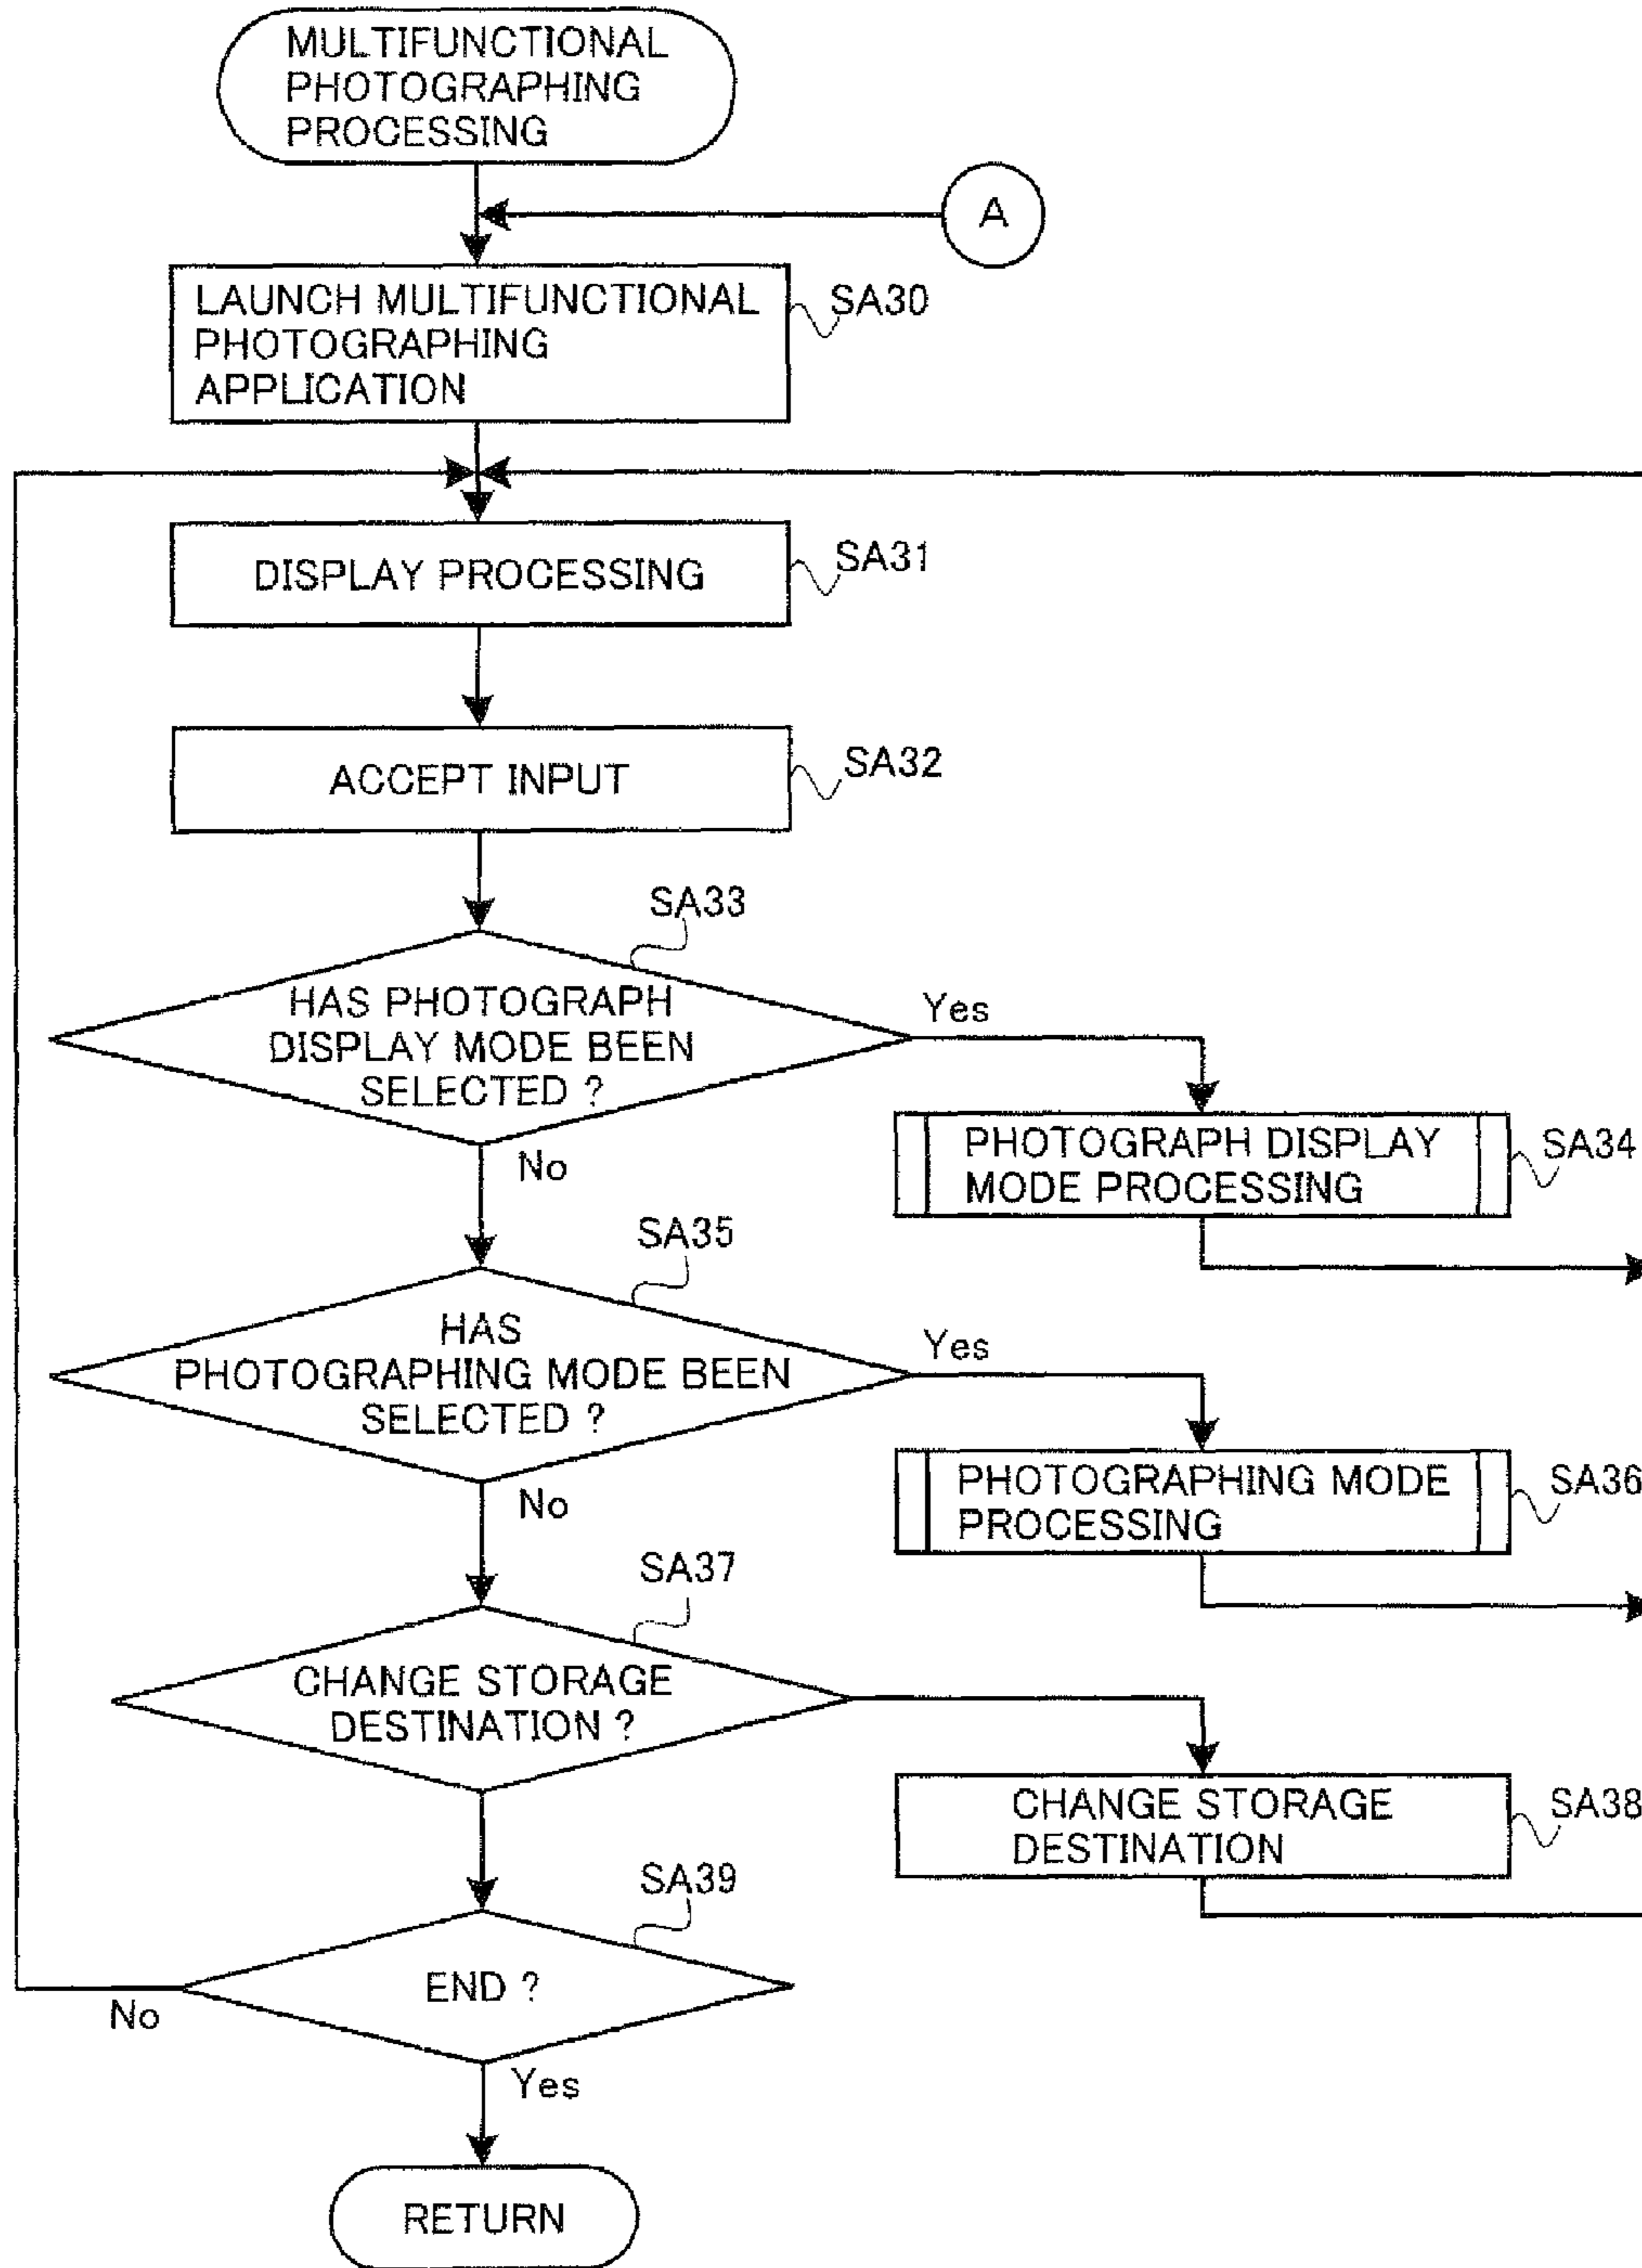 MULTIFUNCTIONAL
PHOTOGRAPHING
PROCESSING
A
LAUNCH MULTIFUNCTIONAL
PHOTOGRAPHING
APPLICATION
SA30
DISPLAY PROCESSING
SA31
ACCEPT INPUT
SA32
SA33
HAS PHOTOGRAPH
DISPLAY MODE BEEN
SELECTED ?
Yes
No
PHOTOGRAPH DISPLAY
MODE PROCESSING
SA34
SA35
HAS
PHOTOGRAPHING MODE BEEN
SELECTED ?
Yes
No
PHOTOGRAPHING MODE
PROCESSING
SA36
SA37
CHANGE STORAGE
DESTINATION ?
CHANGE STORAGE
DESTINATION
SA38
SA39
END ?
No
Yes
RETURN